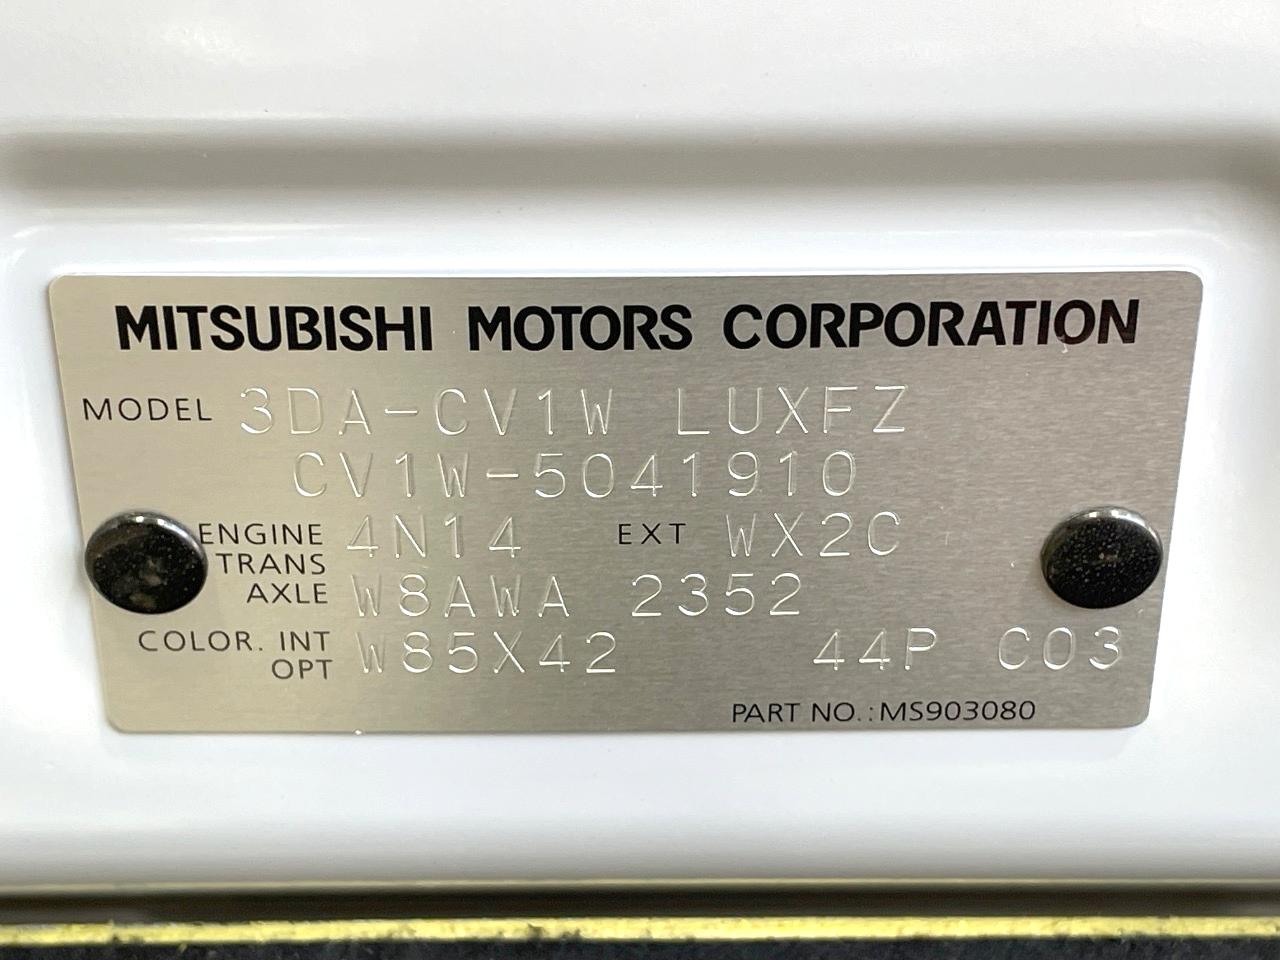 MITSUBISHI MOTORS CORPORATION
MODEL 3DA-CV1W LUXFZ
CV1W-5041910
ENGINE 4N14 EXT WX2C
TRANS
AXLE W8AWA 2352
COLOR. INT W85X42 44P C03
OPT
PART NO.:MS903080